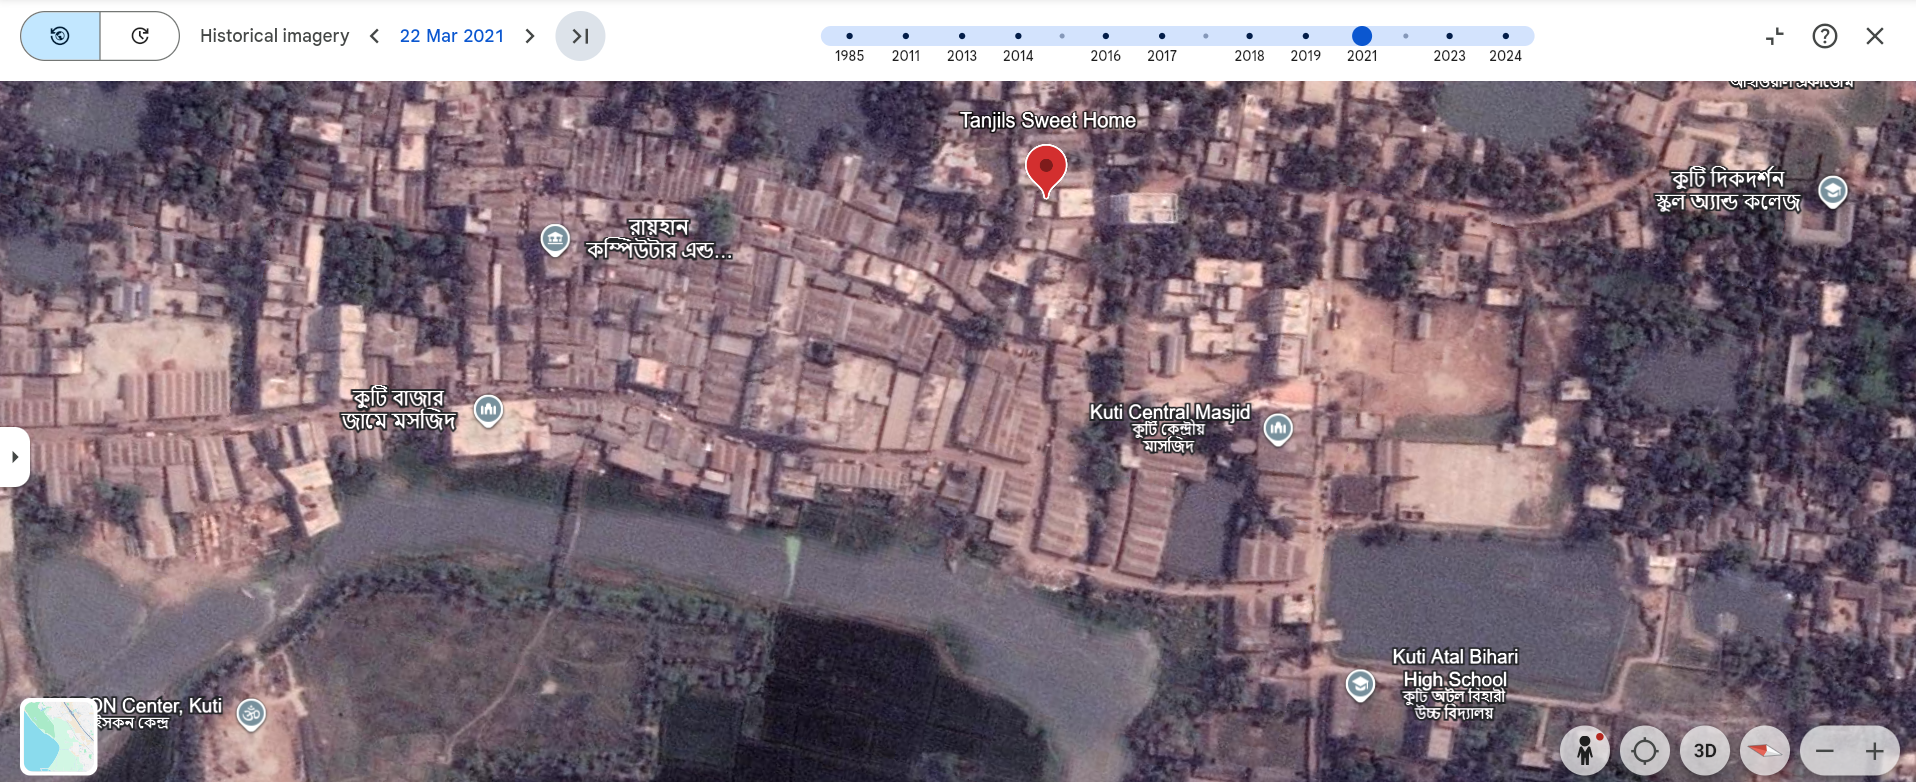 Historical imagery
22 Mar 2021
1985 2011 2013 2014 2016 2017 2018 2019 2021 2023 2024
Tanjils Sweet Home
কুটি দিকদর্শন
স্কুল অ্যান্ড কলেজ
রায়হান
কম্পিউটার এন্ড...
কুটি বাজার
জামে মসজিদ
Kuti Central Masjid
কুটি কেন্দ্রীয়
মাসজিদ
Kuti Atal Bihari
High School
কুটি অটল বিহারী
উচ্চ বিদ্যালয়
ON Center, Kuti
ইসকন কেন্দ্র
3D